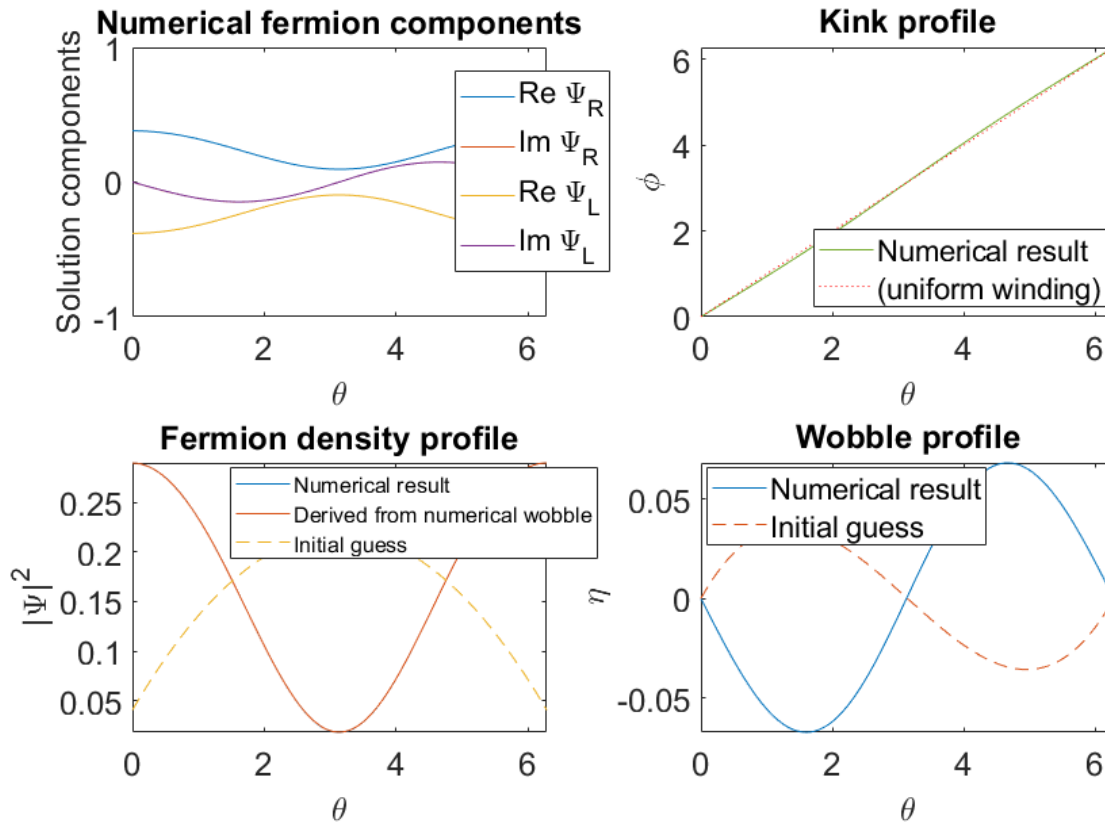 Numerical fermion components
Solution components
1
0
-1
0
2
4
6
θ
Re Ψ_R
Im Ψ_R
Re Ψ_L
Im Ψ_L
Kink profile
ϕ
6
4
2
0
0
2
4
6
θ
Numerical result
(uniform winding)
Fermion density profile
|Ψ|^2
0.25
0.2
0.15
0.1
0.05
0
2
4
6
θ
Numerical result
Derived from numerical wobble
Initial guess
Wobble profile
η
0.05
0
-0.05
0
2
4
6
θ
Numerical result
Initial guess